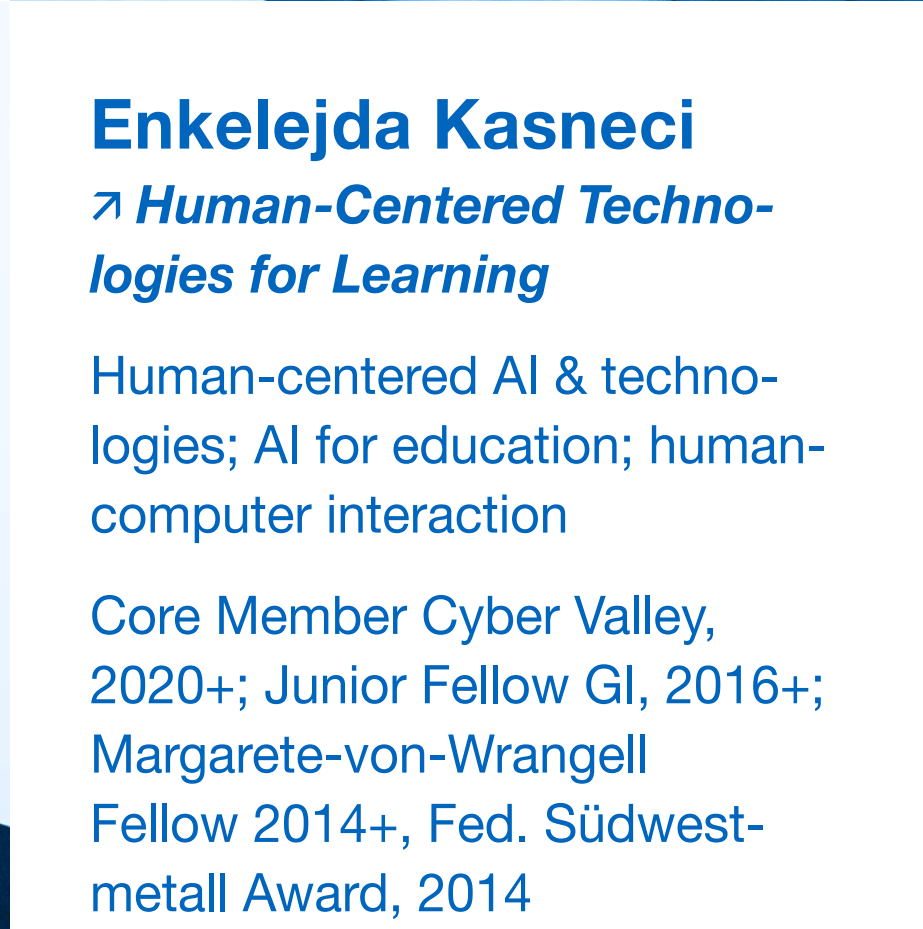 Enkelejda Kasneci
↗ Human-Centered Techno-
logies for Learning
Human-centered AI & techno-
logies; AI for education; human-
computer interaction
Core Member Cyber Valley,
2020+; Junior Fellow GI, 2016+;
Margarete-von-Wrangell
Fellow 2014+, Fed. Südwest-
metall Award, 2014